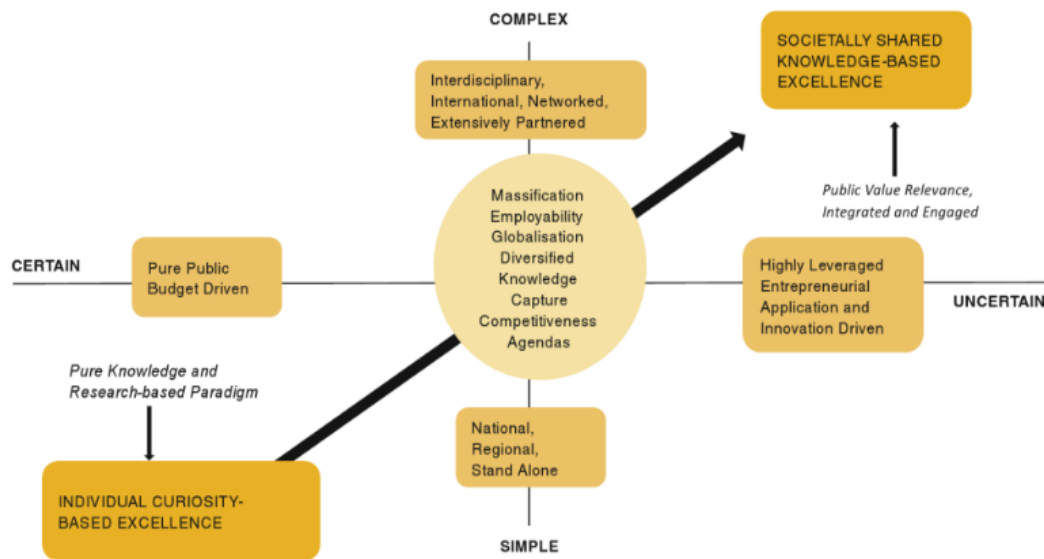 COMPLEX
SOCIETALLY SHARED
KNOWLEDGE-BASED
EXCELLENCE
Interdisciplinary,
International, Networked,
Extensively Partnered
Public Value Relevance,
Integrated and Engaged
Massification
Employability
Globalisation
Diversified
Knowledge
Capture
Competitiveness
Agendas
CERTAIN
Pure Public
Budget Driven
Highly Leveraged
Entrepreneurial
Application and
Innovation Driven
UNCERTAIN
Pure Knowledge and
Research-based Paradigm
National,
Regional,
Stand Alone
INDIVIDUAL CURIOSITY-
BASED EXCELLENCE
SIMPLE